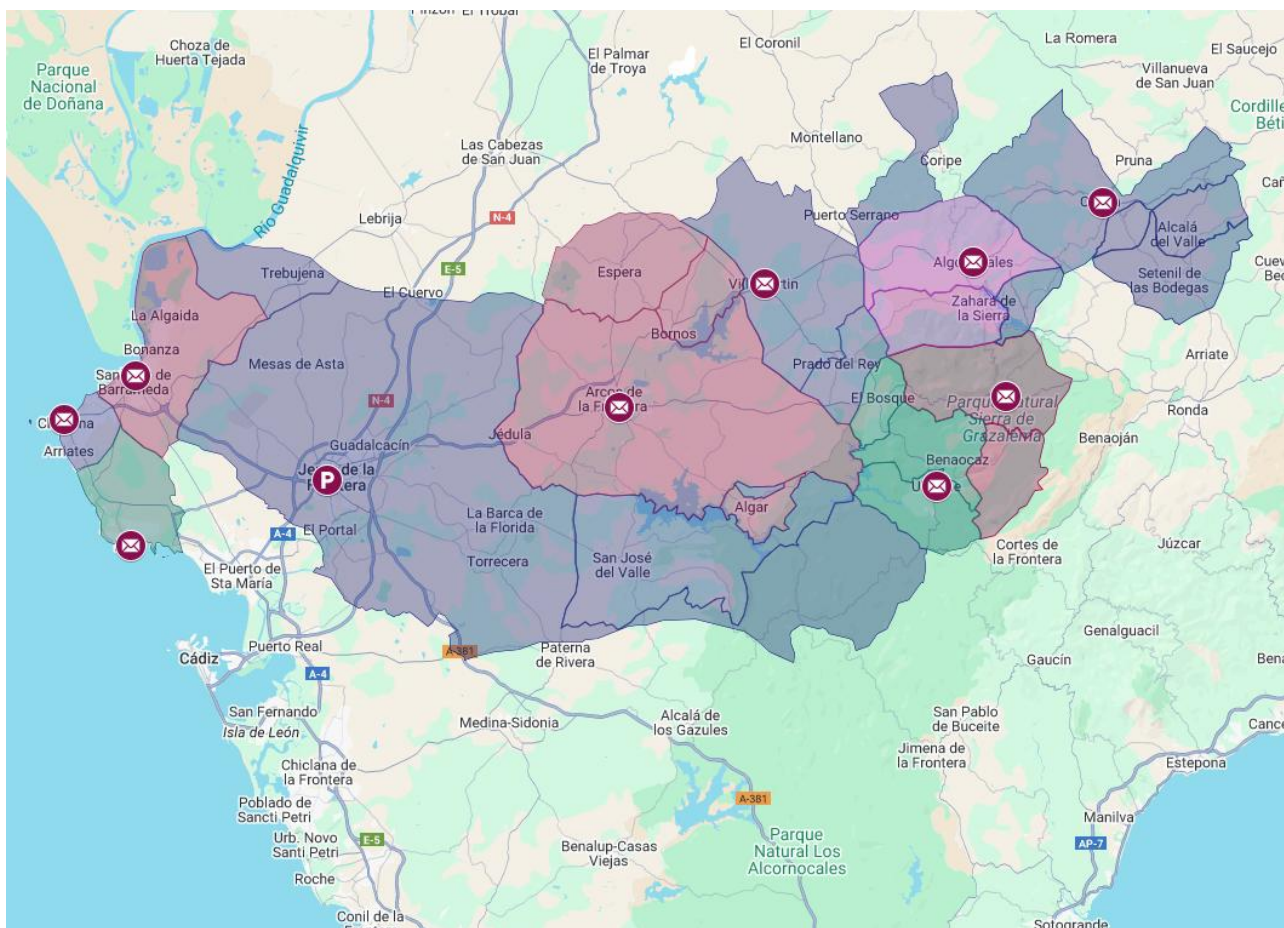 Pinzón
El Trobal
Choza de
Huerta Tejada
El Palmar
de Troya
El Coronil
La Romera
El Saucejo
Villanueva
de San Juan
Parque
Nacional
de Doñana
Río Guadalquivir
Las Cabezas
de San Juan
Montellano
Coripe
Pruna
Lebrija
N-4
Puerto Serrano
Alcalá
del Valle
Trebujena
E-5
Espera
Setenil de
las Bodegas
El Cuervo
La Algaida
Zahara de
la Sierra
Bornos
Bonanza
Mesas de Asta
Prado del Rey
Arriate
El Bosque
N-4
Arcos de
la Frontera
Ronda
Arriates
Guadalcacín
Jédula
Benaoján
Benaocaz
P
La Barca de
la Florida
Algar
El Portal
A-4
Torrecera
San José
del Valle
Cortes de
la Frontera
Júzcar
El Puerto de
Sta María
Genalguacil
Puerto Real
A-381
Paterna
de Rivera
Cádiz
A-4
Gaucín
San Fernando
Isla de León
Medina-Sidonia
Alcalá de
los Gazules
San Pablo
de Buceite
Jimena de
la Frontera
Estepona
Chiclana de
la Frontera
Poblado de
Sancti Petri
A-381
Manilva
Urb. Novo
Santi Petri
E-5
Benalup-Casas
Viejas
Parque
Natural Los
Alcornocales
AP-7
Roche
Conil de la
Sotogrande